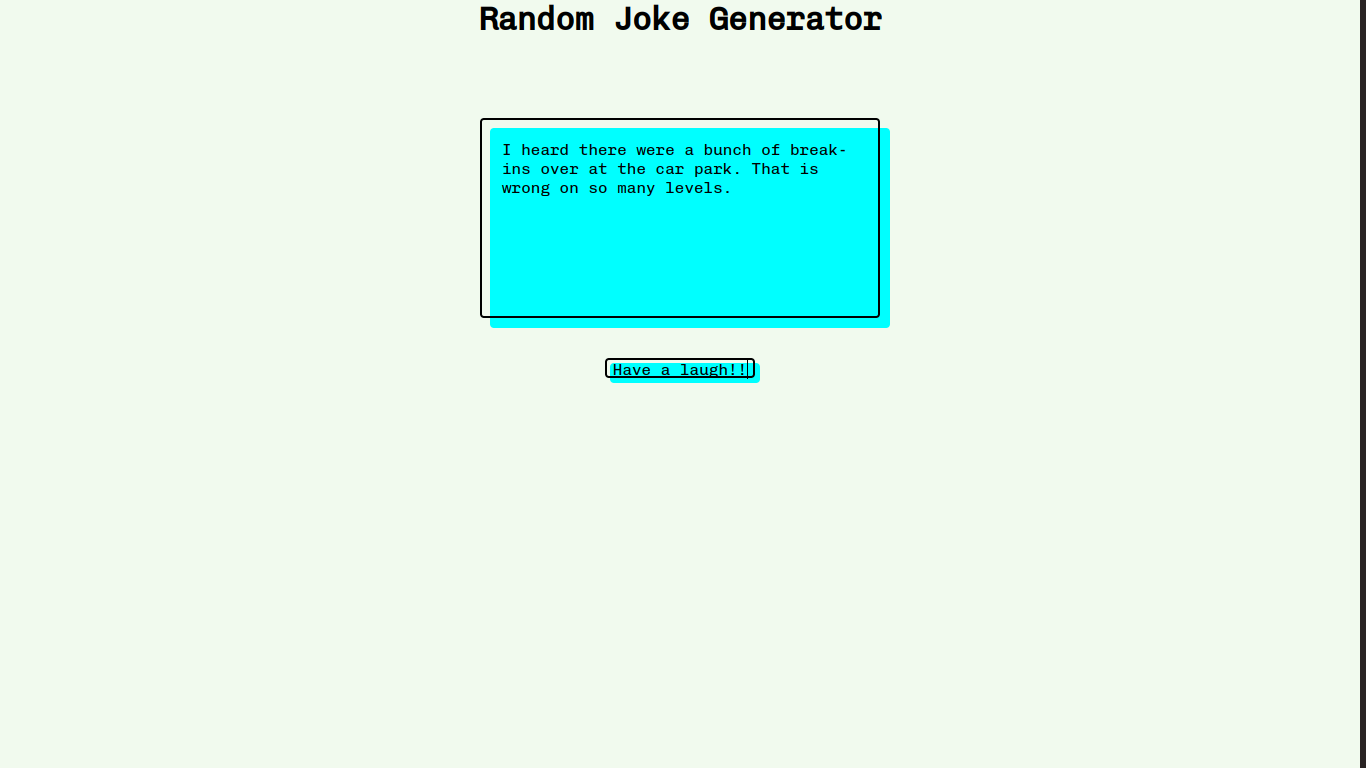 Random Joke Generator
I heard there were a bunch of break-
ins over at the car park. That is
wrong on so many levels.
Have a laugh!!